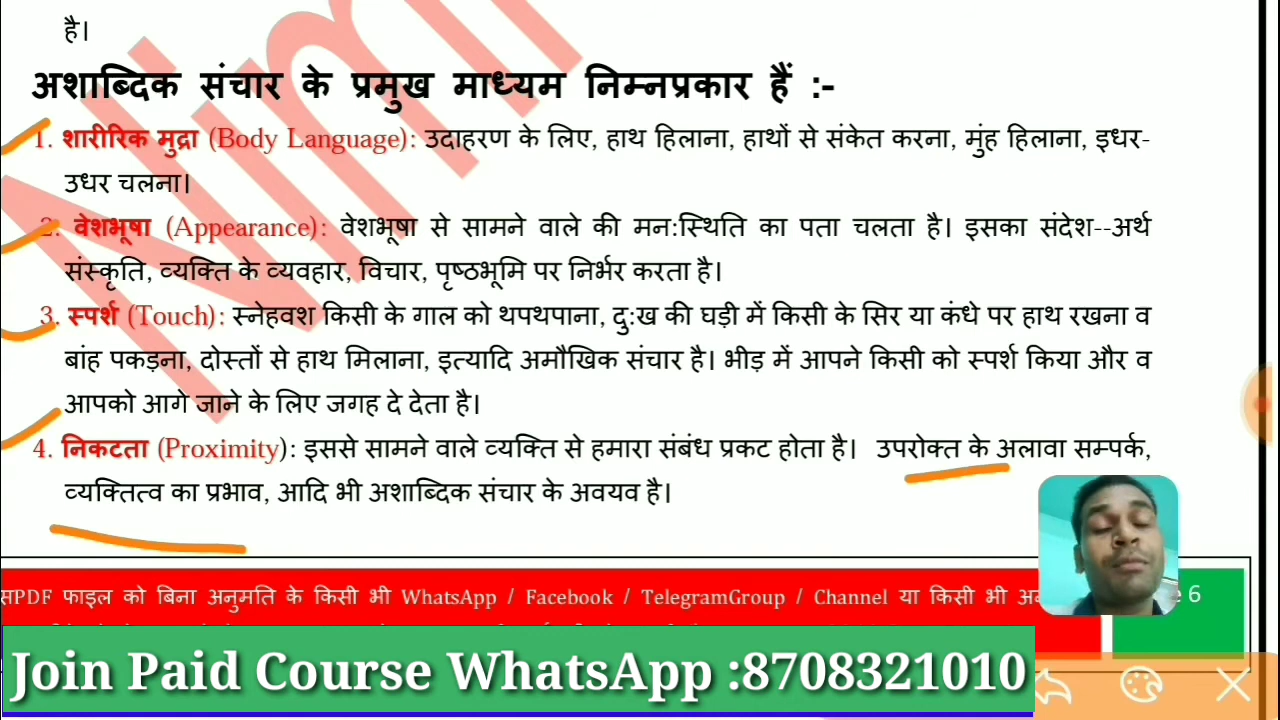 है।
अशाब्दिक संचार के प्रमुख माध्यम निम्नप्रकार हैं :-
1. शारीरिक मुद्रा (Body Language): उदाहरण के लिए, हाथ हिलाना, हाथों से संकेत करना, मुंह हिलाना, इधर-
उधर चलना।
2. वेशभूषा (Appearance): वेशभूषा से सामने वाले की मन:स्थिति का पता चलता है। इसका संदेश--अर्थ
संस्कृति, व्यक्ति के व्यवहार, विचार, पृष्ठभूमि पर निर्भर करता है।
3. स्पर्श (Touch): स्नेहवश किसी के गाल को थपथपाना, दु:ख की घड़ी में किसी के सिर या कंधे पर हाथ रखना व
बांह पकड़ना, दोस्तों से हाथ मिलाना, इत्यादि अमौखिक संचार है। भीड़ में आपने किसी को स्पर्श किया और व
आपको आगे जाने के लिए जगह दे देता है।
4. निकटता (Proximity): इससे सामने वाले व्यक्ति से हमारा संबंध प्रकट होता है। उपरोक्त के अलावा सम्पर्क,
व्यक्तित्व का प्रभाव, आदि भी अशाब्दिक संचार के अवयव है।
PDF फाइल को बिना अनुमति के किसी भी WhatsApp / Facebook / TelegramGroup / Channel या किसी भी
6
Join Paid Course WhatsApp :8708321010